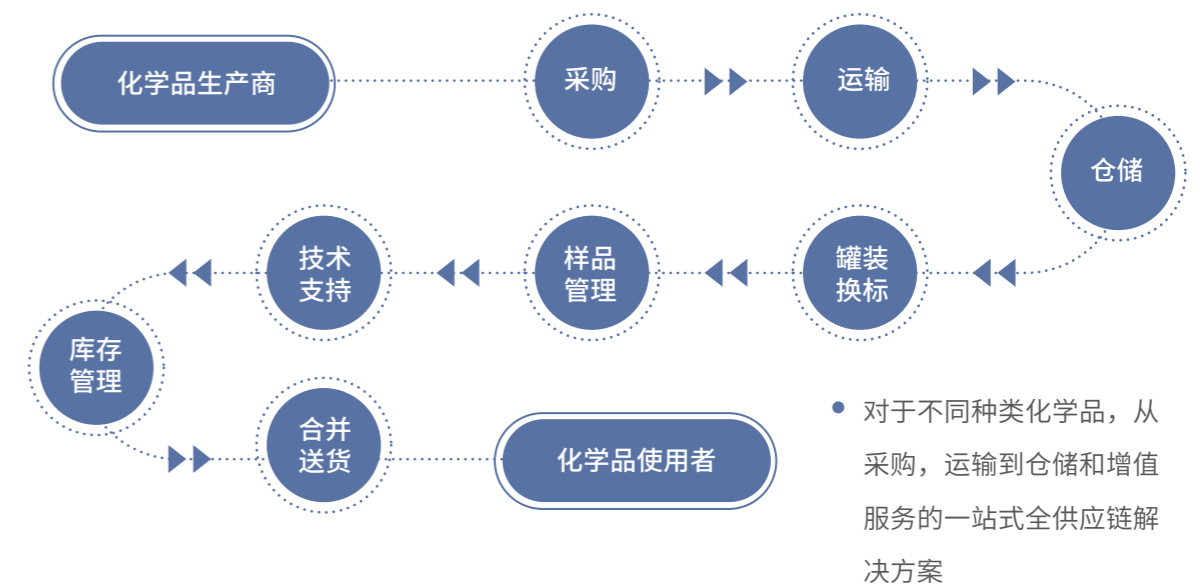 化学品生产商
采购
运输
仓储
罐装
换标
样品
管理
技术
支持
库存
管理
合并
送货
化学品使用者
对于不同种类化学品，从
采购，运输到仓储和增值
服务的一站式全供应链解
决方案